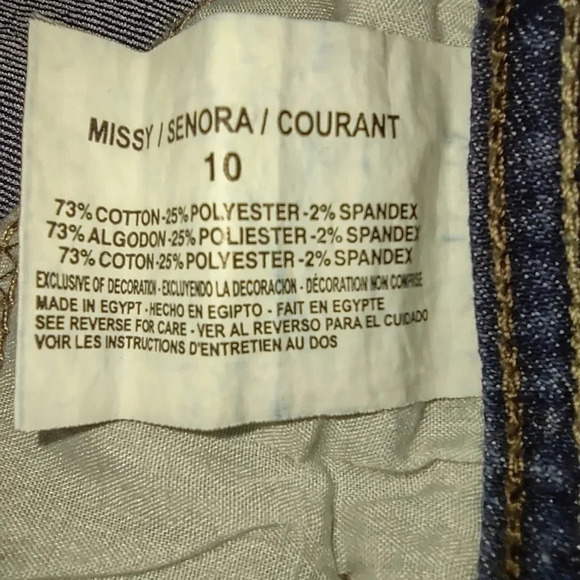 MISSY / SENORA / COURANT
10
73% COTTON-25% POLYESTER-2% SPANDEX
73% ALGODON-25% POLIESTER-2% SPANDEX
73% COTON-25% POLYESTER-2% SPANDEX
EXCLUSIVE OF DECORATION-EXCLUYENDO LA DECORACION - DÉCORATION NON COMPRISE
MADE IN EGYPT - HECHO EN EGIPTO - FAIT EN EGYPTE
SEE REVERSE FOR CARE - VER AL REVERSO PARA EL CUIDADO
VOIR LES INSTRUCTIONS D'ENTRETIEN AU DOS